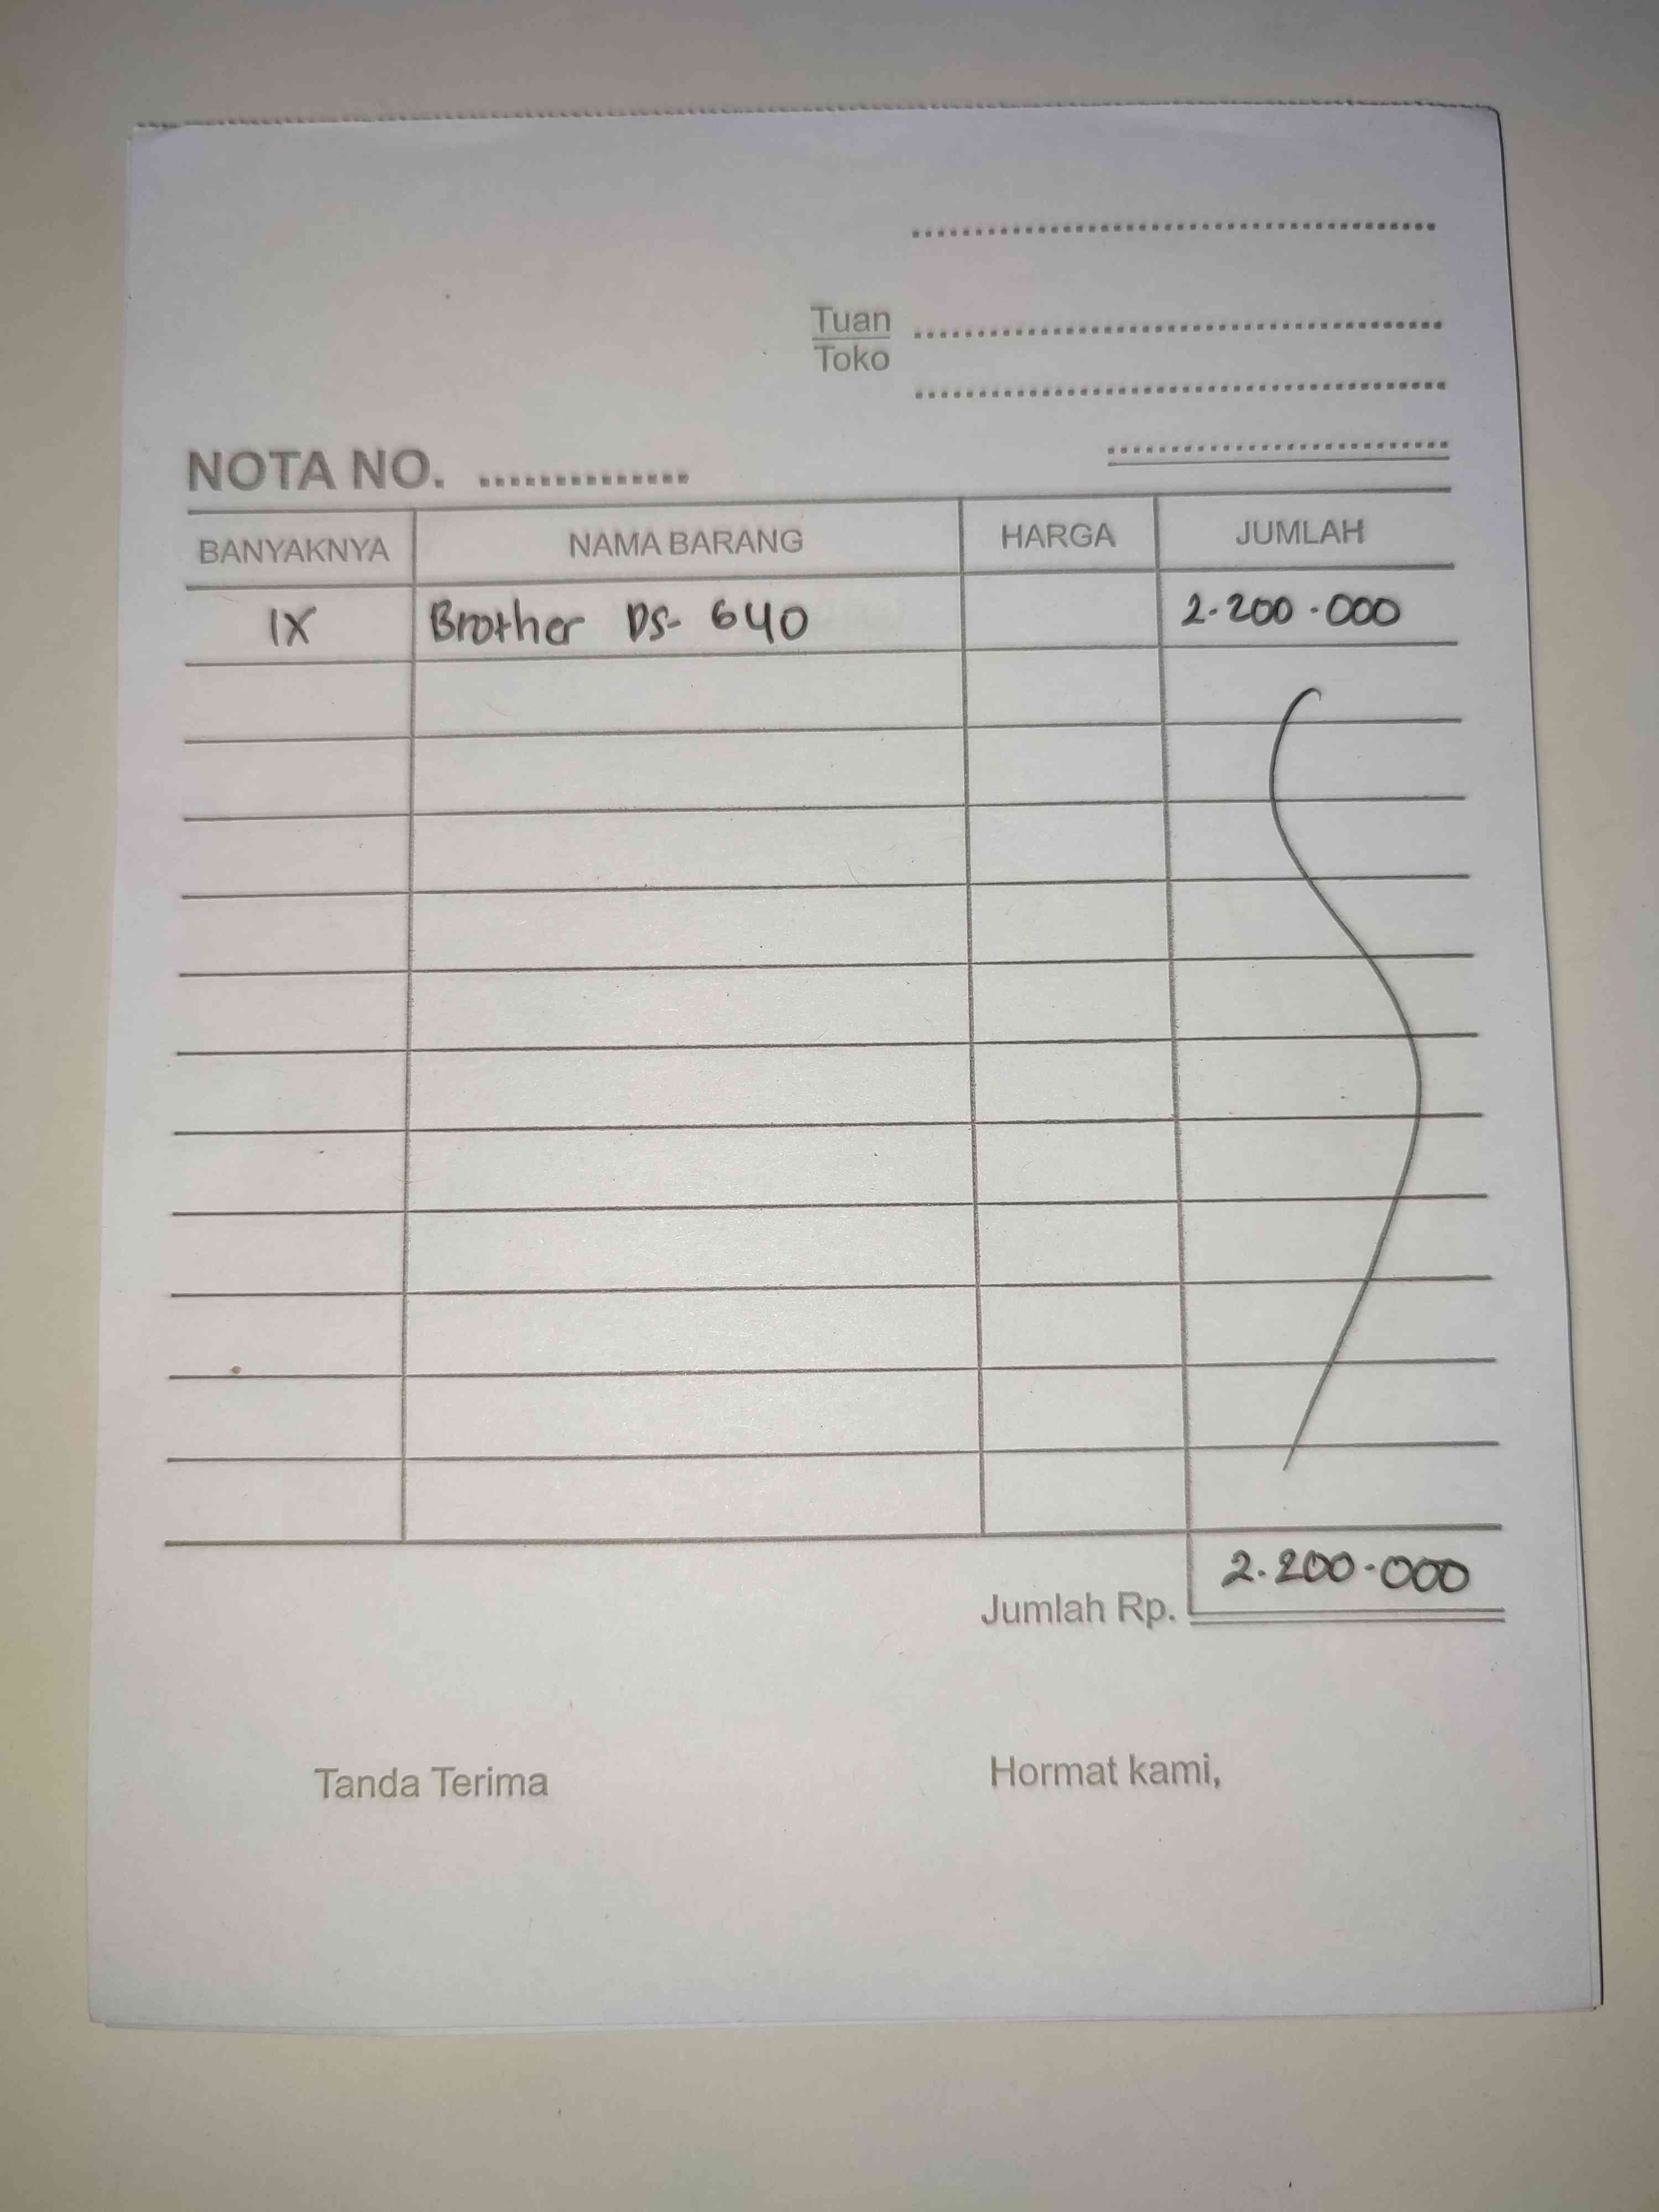 Tuan
Toko
NOTA NO. ..............
BANYAKNYA NAMA BARANG HARGA JUMLAH
1X Brother DS- 640 2.200.000
Jumlah Rp. 2.200.000
Tanda Terima Hormat kami,